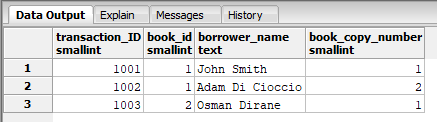 Data Output Explain Messages History
transaction_ID book_id borrower_name book_copy_number
smallint smallint text smallint
1 1001 1 John Smith 1
2 1002 1 Adam Di Cioccio 2
3 1003 2 Osman Dirane 1